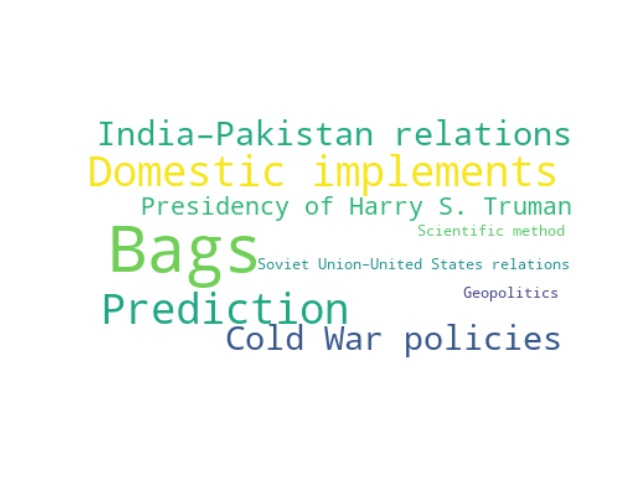 India–Pakistan relations
Domestic implements
Presidency of Harry S. Truman
Scientific method
Bags
Soviet Union–United States relations
Geopolitics
Prediction
Cold War policies